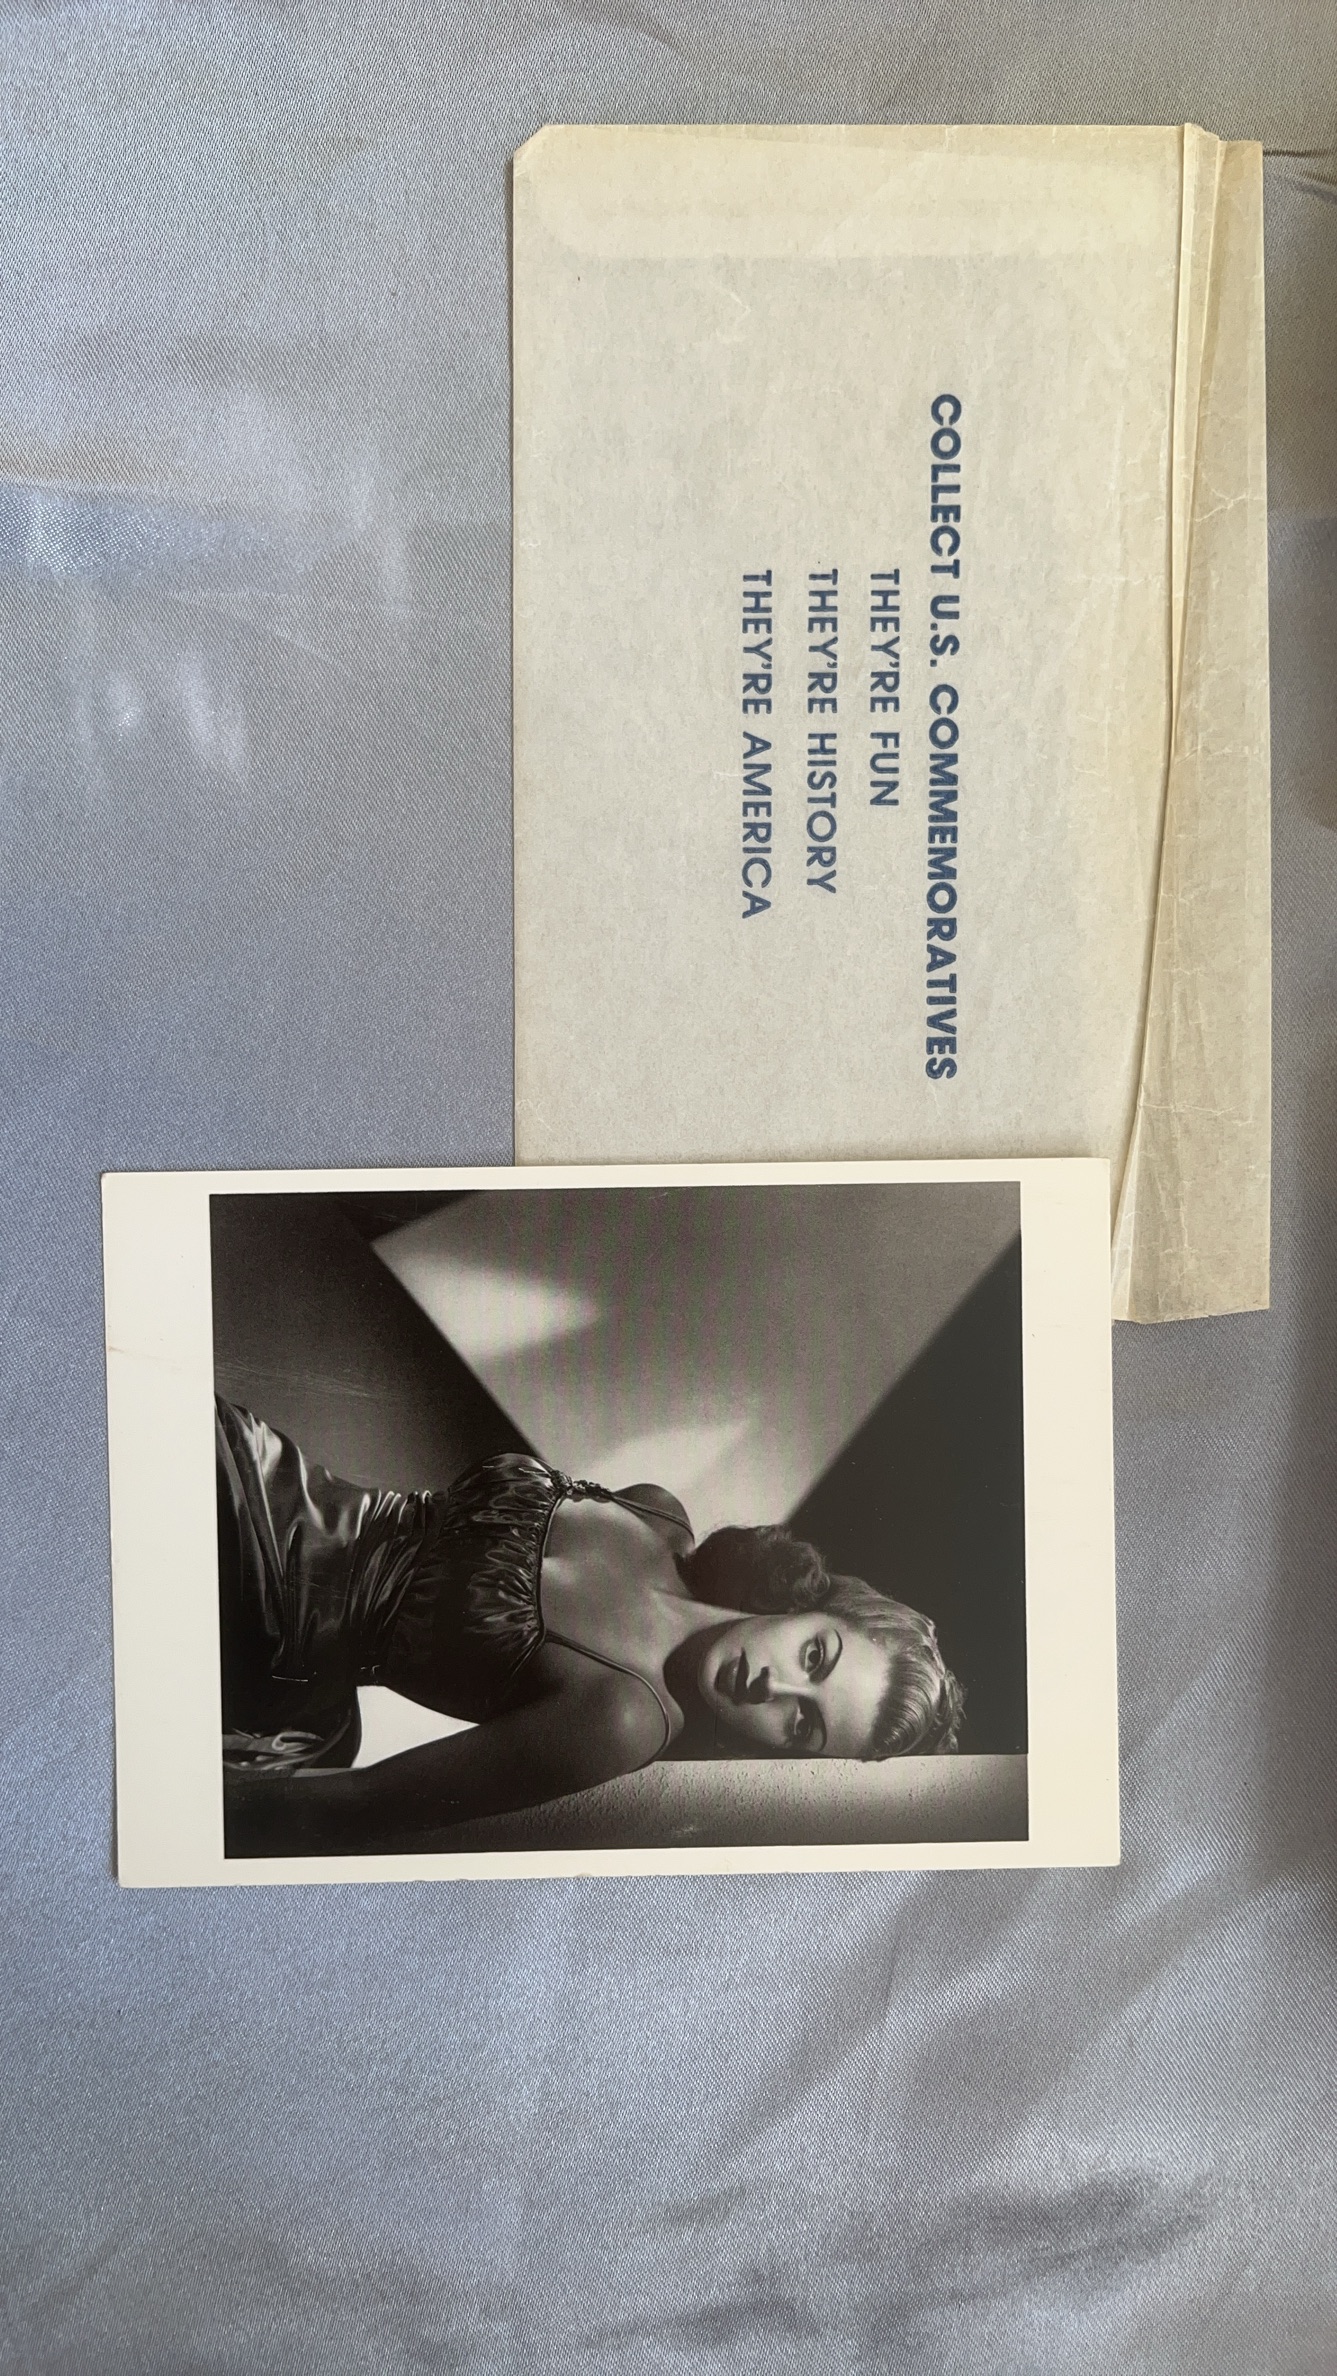 COLLECT U.S. COMMEMORATIVES
THEY'RE FUN
THEY'RE HISTORY
THEY'RE AMERICA